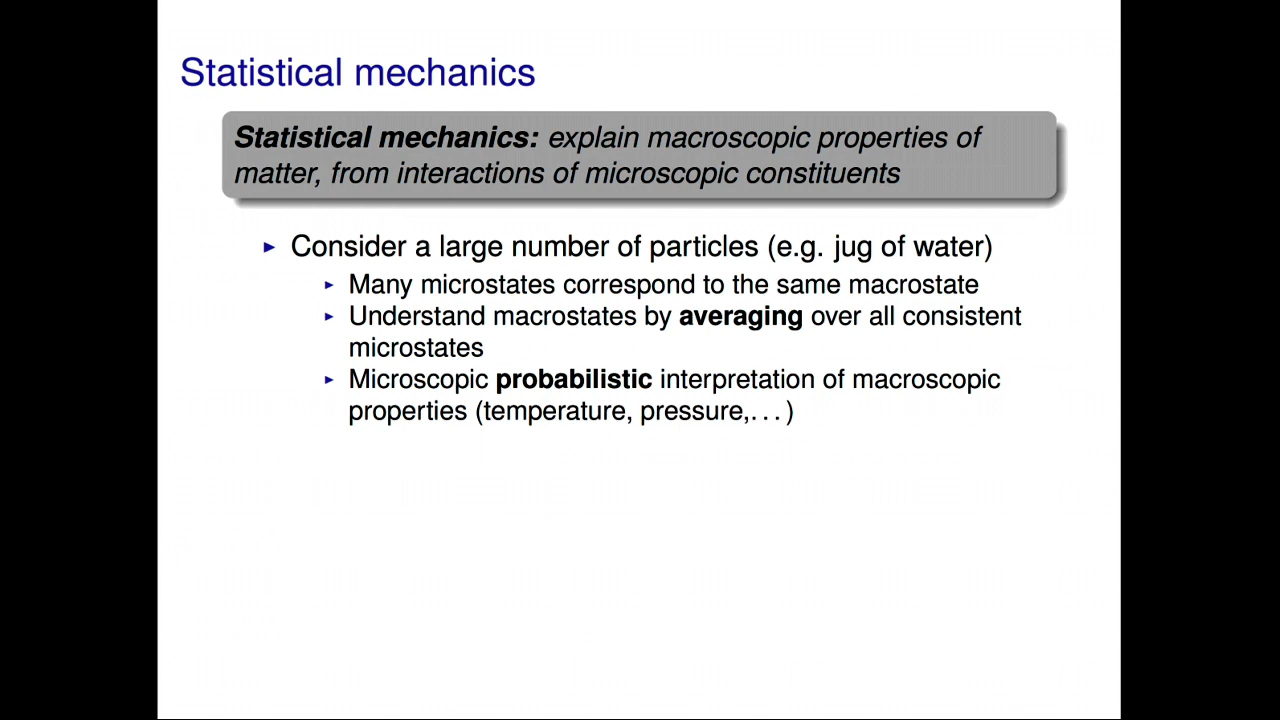 Statistical mechanics
Statistical mechanics: explain macroscopic properties of
matter, from interactions of microscopic constituents
▸ Consider a large number of particles (e.g. jug of water)
▸ Many microstates correspond to the same macrostate
▸ Understand macrostates by averaging over all consistent
microstates
▸ Microscopic probabilistic interpretation of macroscopic
properties (temperature, pressure,...)